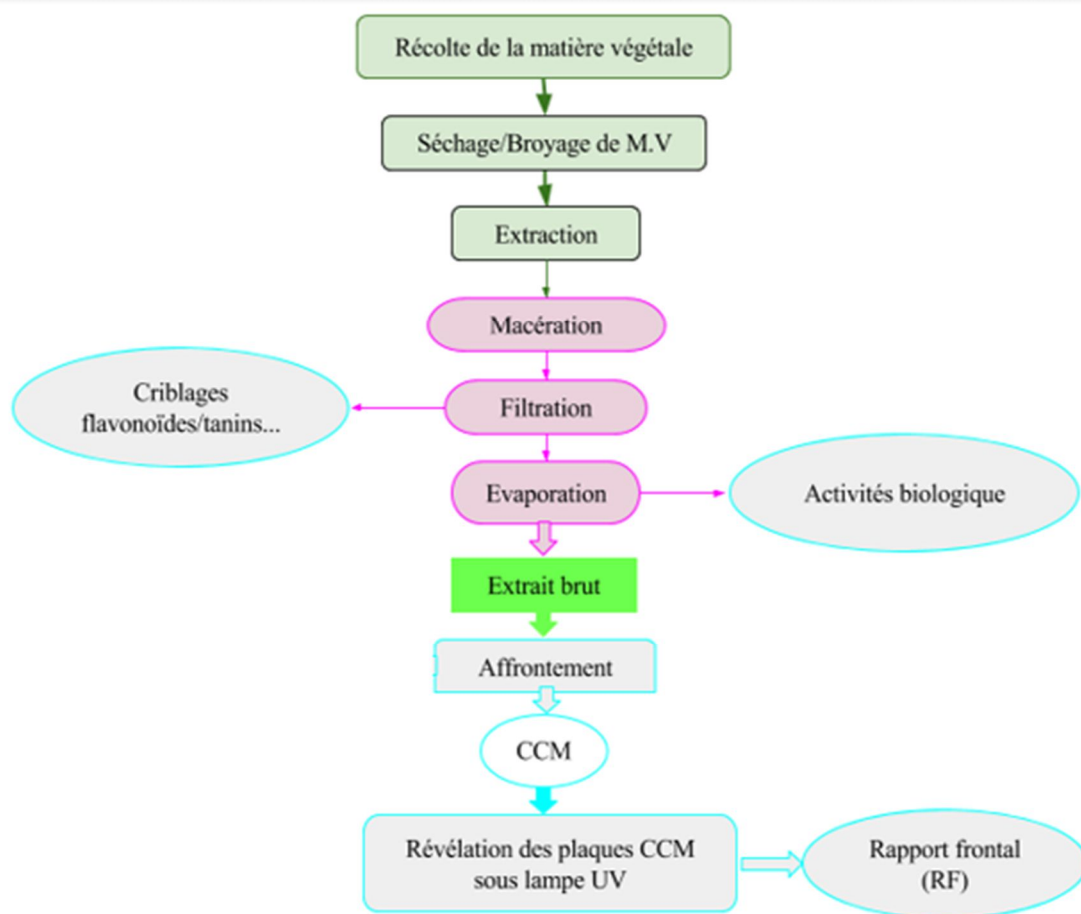 Récolte de la matière végétale
Séchage/Broyage de M.V
Extraction
Macération
Criblages
flavonoïdes/tanins...
Filtration
Evaporation
Activités biologique
Extrait brut
Affrontement
CCM
Révélation des plaques CCM
sous lampe UV
Rapport frontal
(RF)